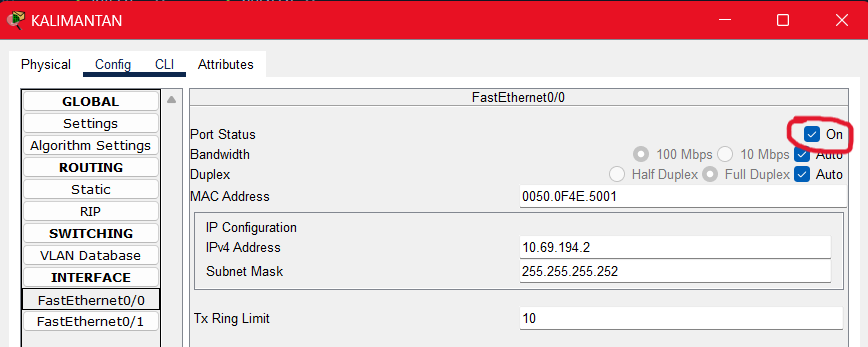 KALIMANTAN
Physical Config CLI Attributes
GLOBAL
Settings
Algorithm Settings
ROUTING
Static
RIP
SWITCHING
VLAN Database
INTERFACE
FastEthernet0/0
FastEthernet0/1
FastEthernet0/0
Port Status On
Bandwidth 100 Mbps 10 Mbps Auto
Duplex Half Duplex Full Duplex Auto
MAC Address 0050.0F4E.5001
IP Configuration
IPv4 Address 10.69.194.2
Subnet Mask 255.255.255.252
Tx Ring Limit 10